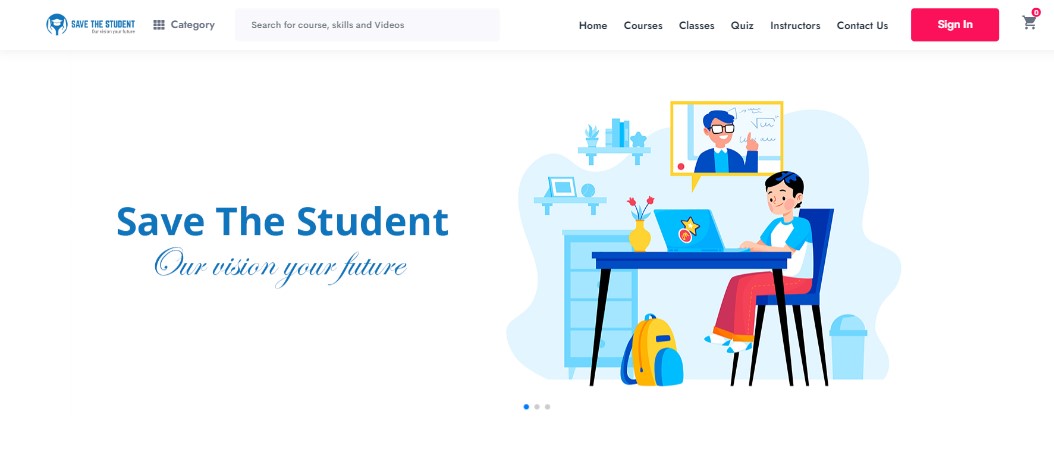 SAVE THE STUDENT
Our vision your future
Category
Search for course, skills and Videos
Home
Courses
Classes
Quiz
Instructors
Contact Us
Sign In
0
Save The Student
Our vision your future